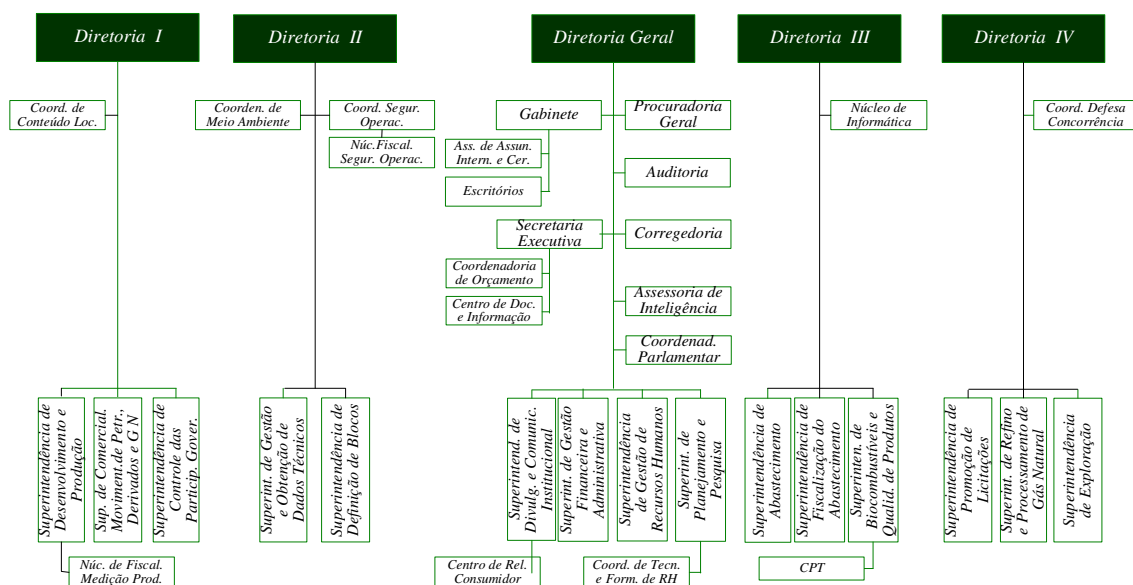 Diretoria I
Diretoria II
Diretoria Geral
Diretoria III
Diretoria IV
Coord. de
Conteúdo Loc.
Coorden. de
Meio Ambiente
Coord. Segur.
Operac.
Núc.Fiscal.
Segur. Operac.
Gabinete
Procuradoria
Geral
Ass. de Assun.
Intern. e Cer.
Auditoria
Escritórios
Secretaria
Executiva
Corregedoria
Coordenadoria
de Orçamento
Centro de Doc.
e Informação
Assessoria de
Inteligência
Coordenad.
Parlamentar
Núcleo de
Informática
Coord. Defesa
Concorrência
Superintendência de
Desenvolvimento e
Produção
Sup. de Comercial.
Moviment.de Petr.,
Derivados e G N
Superintendência de
Controle das
Particip. Gover.
Núc. de Fiscal.
Medição Prod.
Superint. de Gestão
e Obtenção de
Dados Técnicos
Superintendência de
Definição de Blocos
Superintend. de
Divulg. e Comunic.
Institucional
Superint. de Gestão
Financeira e
Administrativa
Superintendência
de Gestão de
Recursos Humanos
Superint. de
Planejamento e
Pesquisa
Centro de Rel.
Consumidor
Coord. de Tecn.
e Form. de RH
Superintendência de
Abastecimento
Superintendência de
Fiscalização do
Abastecimento
Superinten. de
Biocombustíveis e
Qualid. de Produtos
CPT
Superintendência de
Promoção de
Licitações
Superint. de Refino
e Processamento de
Gás Natural
Superintendência
de Exploração